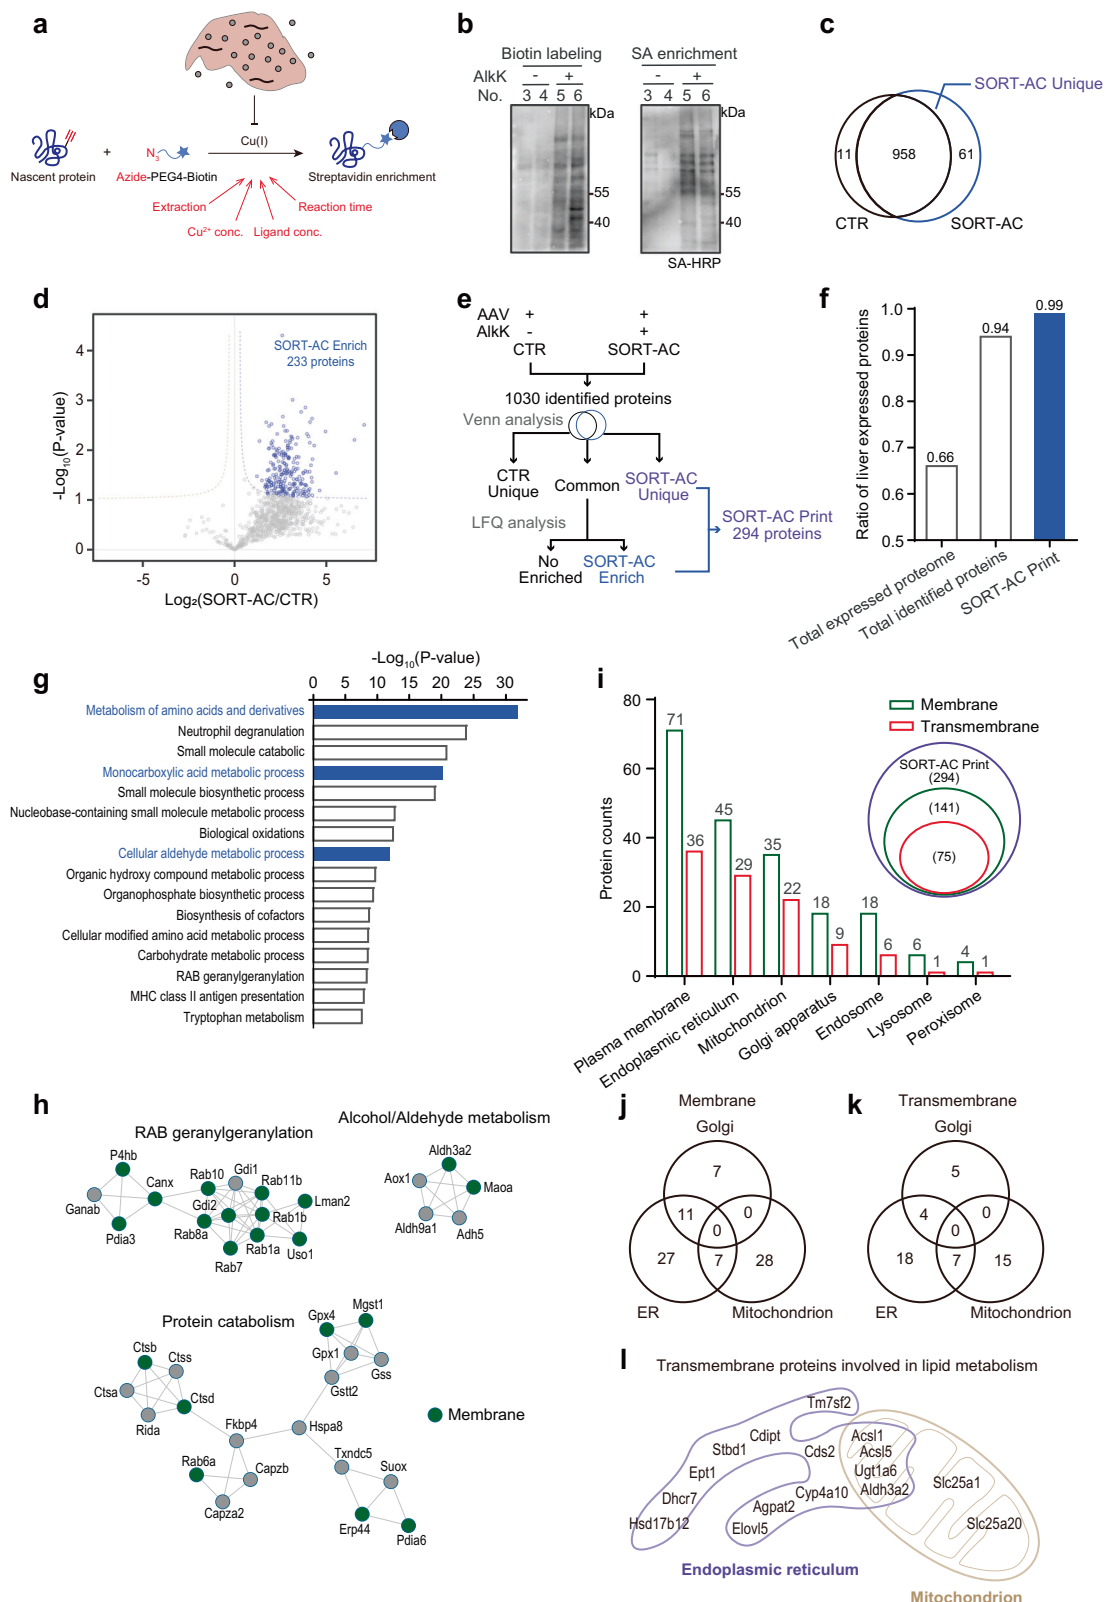 a
Cu(I)
Nascent protein
+
N₃
Azide-PEG4-Biotin
Streptavidin enrichment
Extraction
Reaction time
Cu²⁺ conc.
Ligand conc.
b
Biotin labeling
SA enrichment
AlkK - + - +
No. 3 4 5 6 3 4 5 6
kDa
kDa
55
40
55
40
SA-HRP
c
SORT-AC Unique
11
958
61
CTR
SORT-AC
d
SORT-AC Enrich
233 proteins
-Log₁₀(P-value)
4
3
2
1
0
-5 0 5
Log₂(SORT-AC/CTR)
e
AAV + +
AlkK - +
CTR SORT-AC
1030 identified proteins
Venn analysis
CTR
Unique
Common
SORT-AC
Unique
LFQ analysis
SORT-AC Print
294 proteins
No
Enriched
SORT-AC
Enrich
f
Ratio of liver expressed proteins
1.0
0.9
0.8
0.7
0.6
0.5
0.66
0.94
0.99
Total expressed proteome
Total identified proteins
SORT-AC Print
g
-Log₁₀(P-value)
0 5 10 15 20 25 30
Metabolism of amino acids and derivatives
Neutrophil degranulation
Small molecule catabolic
Monocarboxylic acid metabolic process
Small molecule biosynthetic process
Nucleobase-containing small molecule metabolic process
Biological oxidations
Cellular aldehyde metabolic process
Organic hydroxy compound metabolic process
Organophosphate biosynthetic process
Biosynthesis of cofactors
Cellular modified amino acid metabolic process
Carbohydrate metabolic process
RAB geranylgeranylation
MHC class II antigen presentation
Tryptophan metabolism
i
Protein counts
80
60
40
20
0
71
36
45
29
35
22
18
9
18
6
6
1
4
1
Membrane
Transmembrane
SORT-AC Print
(294)
(141)
(75)
Plasma membrane
Endoplasmic reticulum
Mitochondrion
Golgi apparatus
Endosome
Lysosome
Peroxisome
h
RAB geranylgeranylation
P4hb
Canx
Ganab
Pdia3
Rab10
Gdi1
Rab11b
Gdi2
Lman2
Rab1b
Rab8a
Rab1a
Uso1
Rab7
Alcohol/Aldehyde metabolism
Aldh3a2
Aox1
Maoa
Aldh9a1
Adh5
Protein catabolism
Ctsb
Ctss
Ctsa
Ctsd
Rida
Fkbp4
Rab6a
Capzb
Capza2
Mgst1
Gpx4
Gpx1
Gss
Gstt2
Hspa8
Txndc5
Suox
Erp44
Pdia6
Membrane
j
Membrane
Golgi
7
11
0
0
27
7
28
ER
Mitochondrion
k
Transmembrane
Golgi
5
4
0
0
18
7
15
ER
Mitochondrion
l
Transmembrane proteins involved in lipid metabolism
Tm7sf2
Cdipt
Stbd1
Cds2
Acsl1
Acsl5
Ept1
Ugt1a6
Slc25a1
Dhcr7
Cyp4a10
Aldh3a2
Agpat2
Hsd17b12
Elovl5
Slc25a20
Endoplasmic reticulum
Mitochondrion